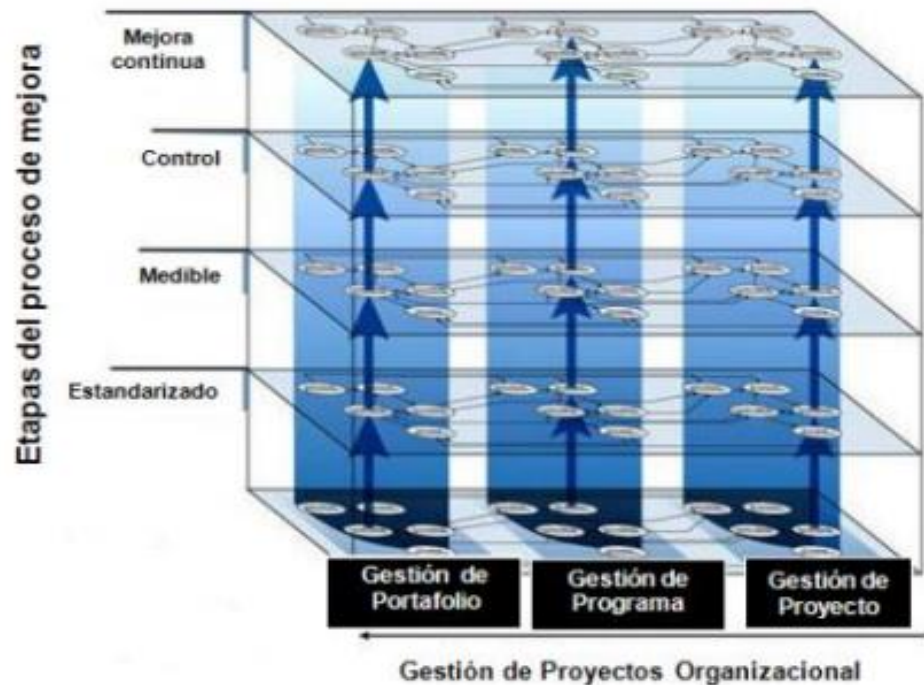 Etapas del proceso de mejora
Mejora
continua
Control
Medible
Estandarizado
Gestión de
Portafolio
Gestión de
Programa
Gestión de
Proyecto
Gestión de Proyectos Organizacional